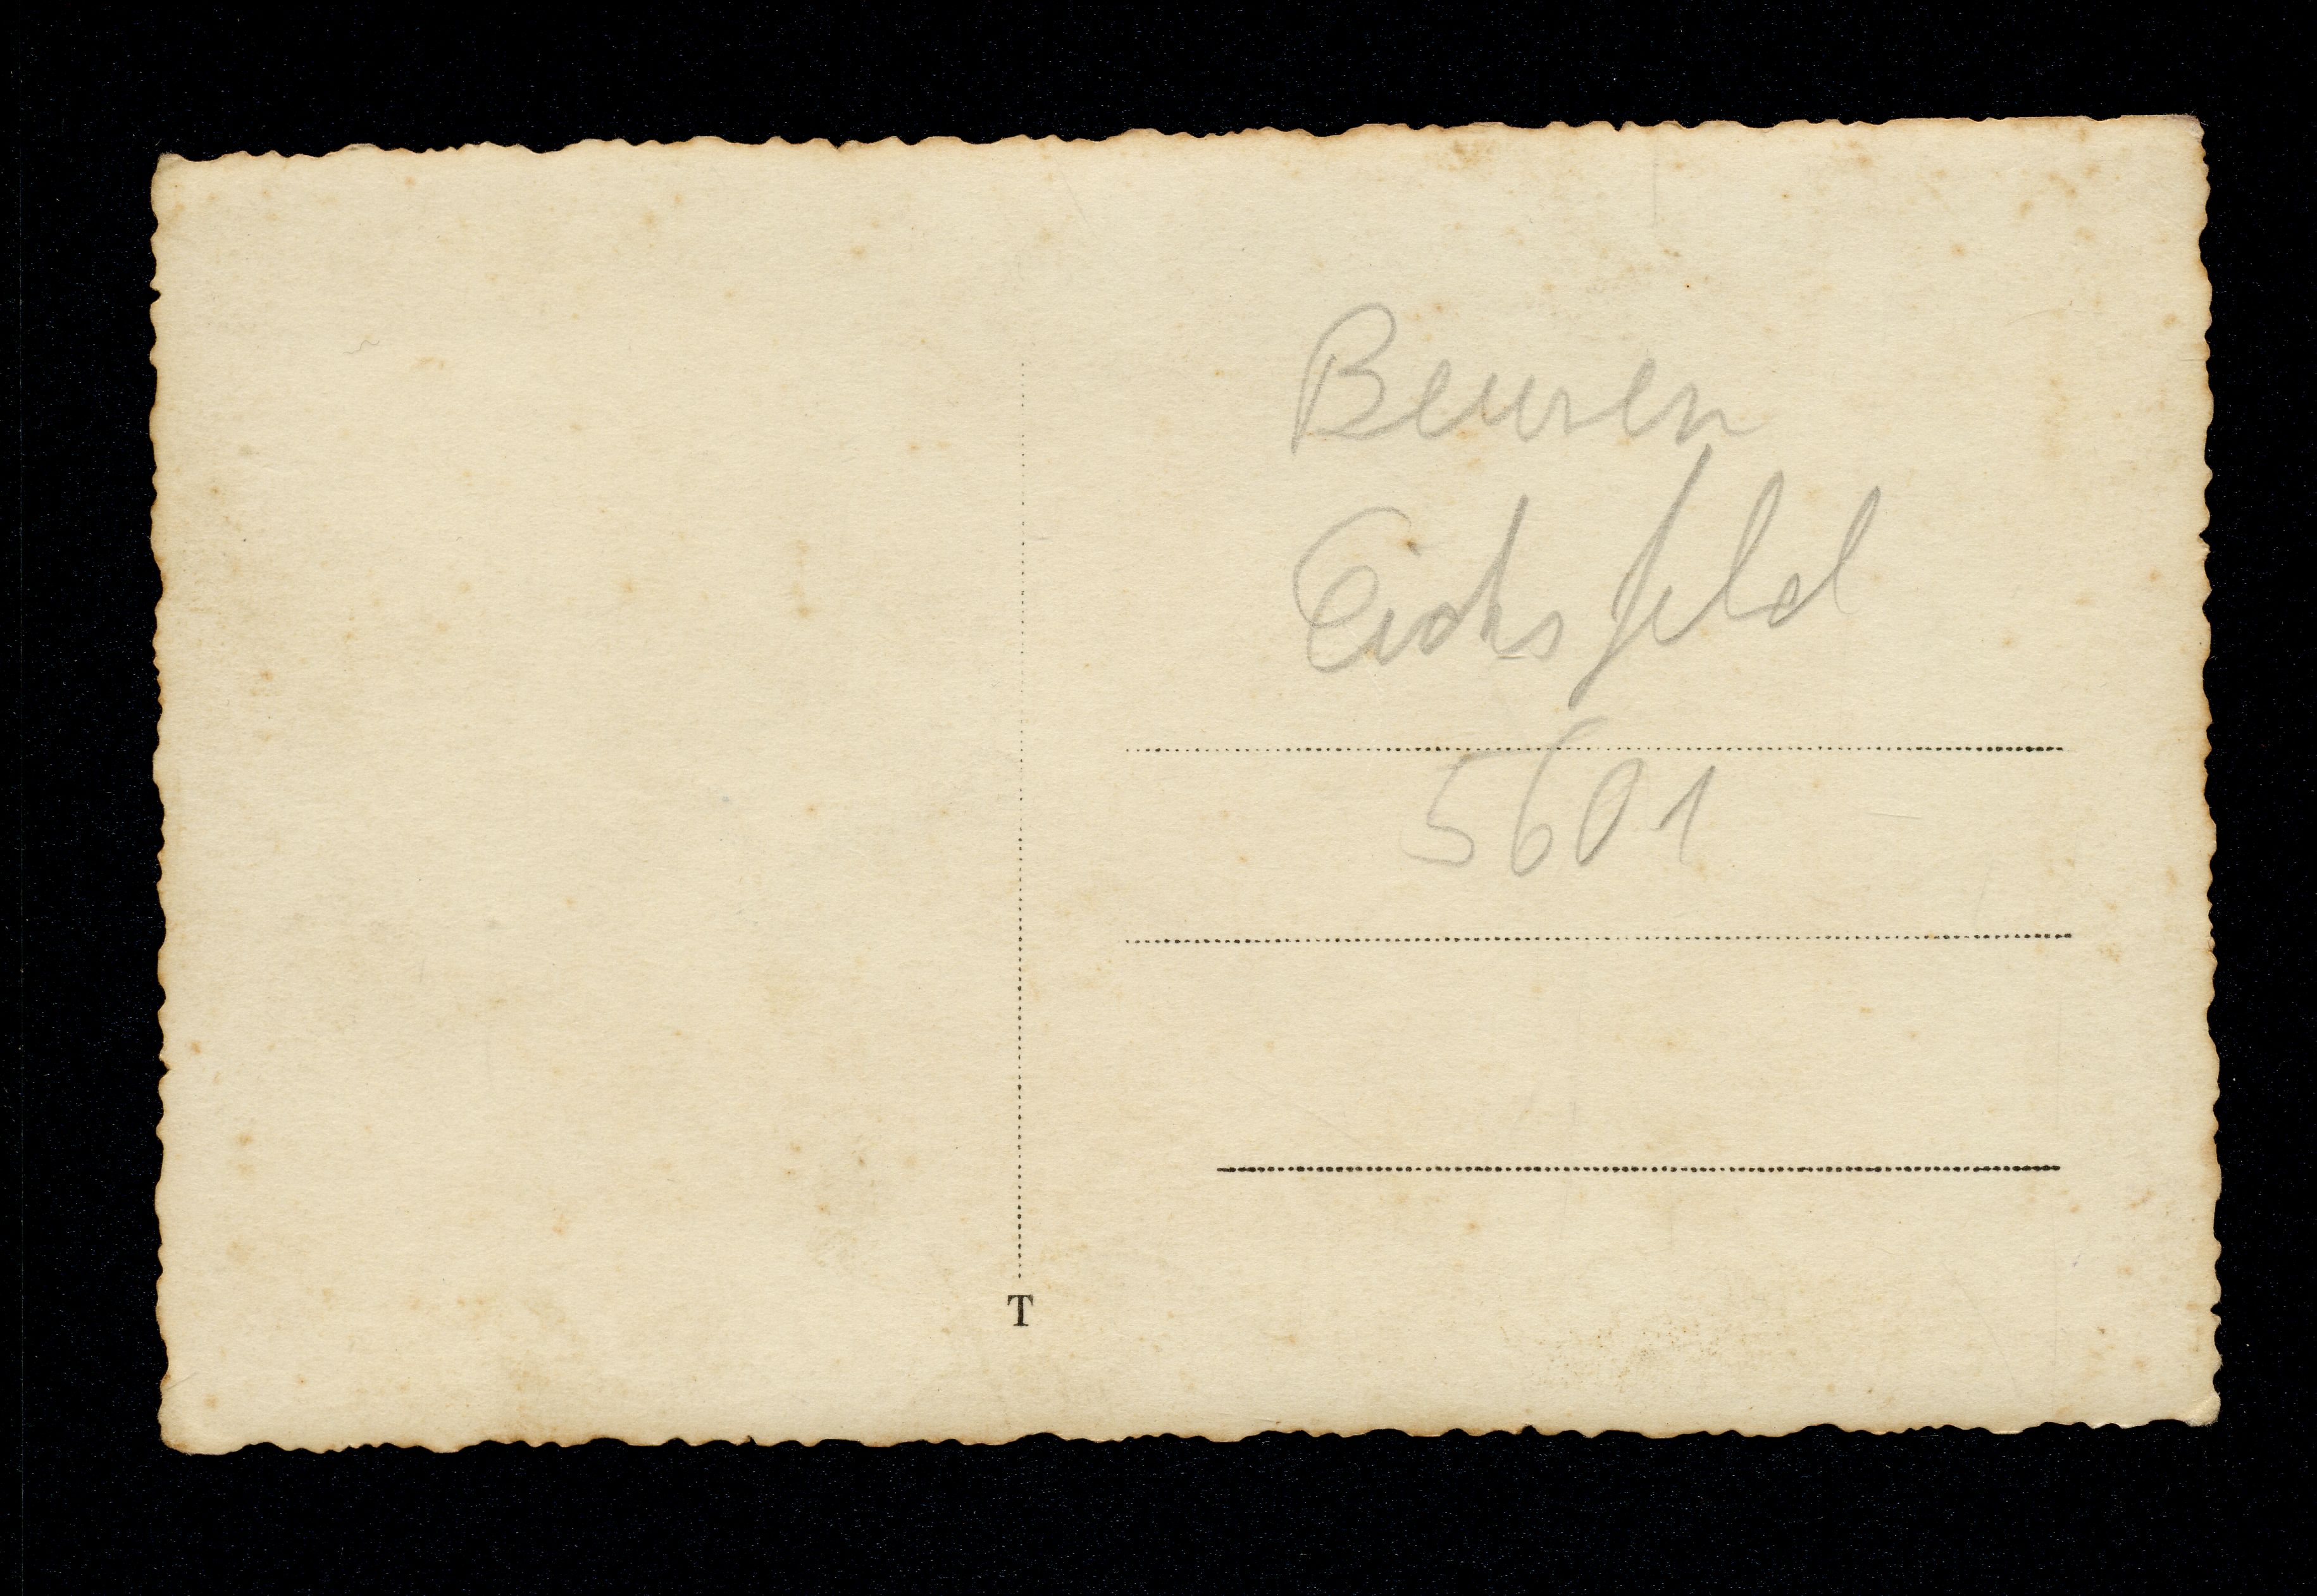 Beuren
Eichsfeld
5601
T